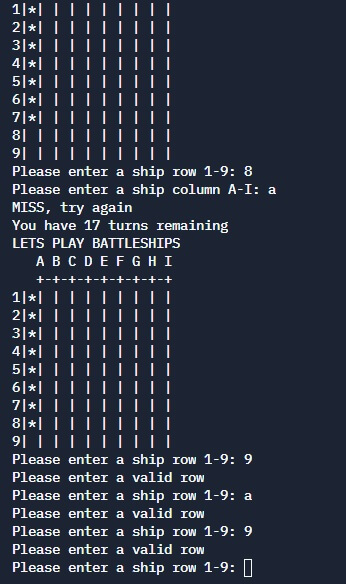 1|*| | | | | | | | |
2|*| | | | | | | | |
3|*| | | | | | | | |
4|*| | | | | | | | |
5|*| | | | | | | | |
6|*| | | | | | | | |
7|*| | | | | | | | |
8| | | | | | | | | |
9| | | | | | | | | |
Please enter a ship row 1-9: 8
Please enter a ship column A-I: a
MISS, try again
You have 17 turns remaining
LETS PLAY BATTLESHIPS
   A B C D E F G H I
   +-+-+-+-+-+-+-+-+
1|*| | | | | | | | |
2|*| | | | | | | | |
3|*| | | | | | | | |
4|*| | | | | | | | |
5|*| | | | | | | | |
6|*| | | | | | | | |
7|*| | | | | | | | |
8|*| | | | | | | | |
9| | | | | | | | | |
Please enter a ship row 1-9: 9
Please enter a valid row
Please enter a ship row 1-9: a
Please enter a valid row
Please enter a ship row 1-9: 9
Please enter a valid row
Please enter a ship row 1-9: